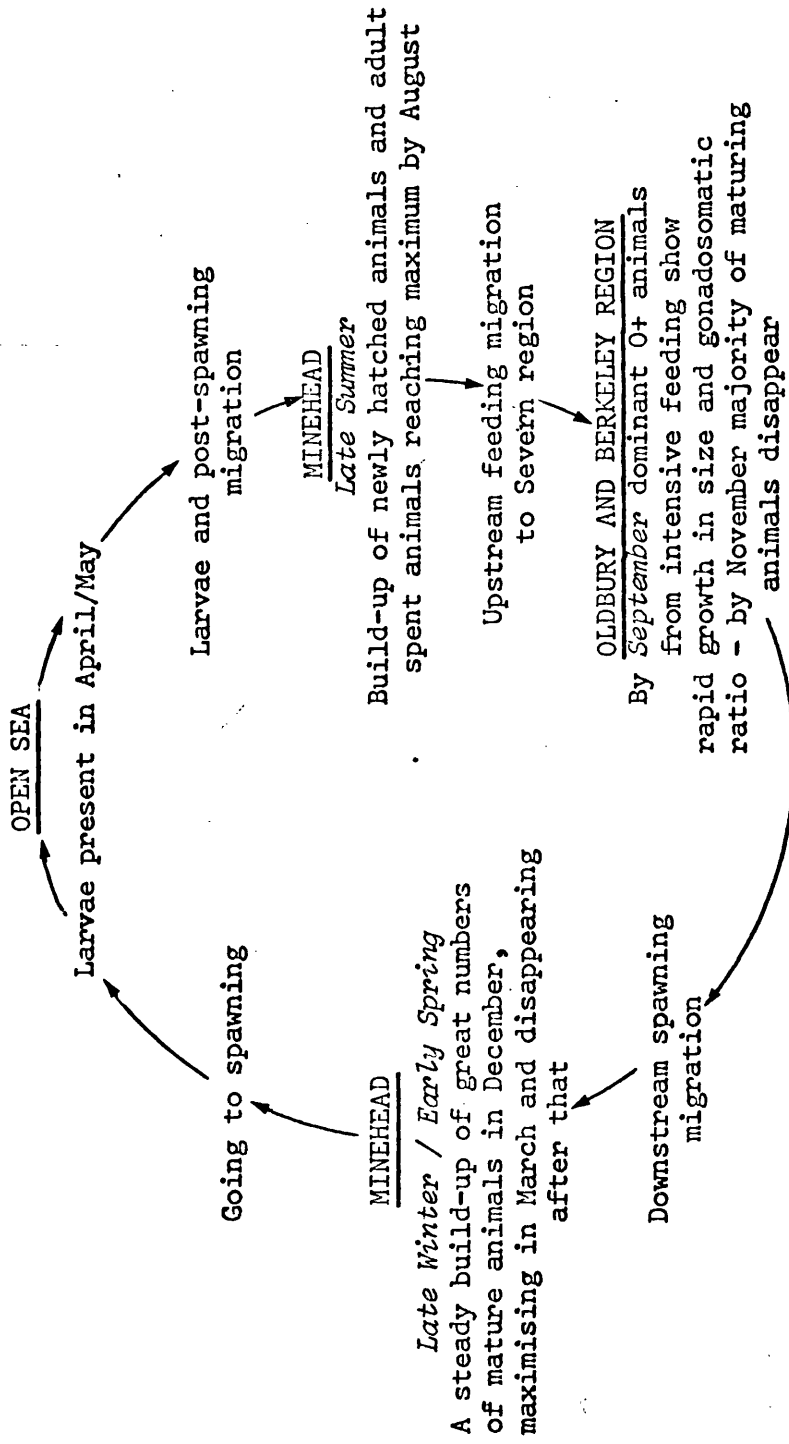 OPEN SEA
Larvae present in April/May
Larvae and post-spawning
migration
MINEHEAD
Late Summer
Build-up of newly hatched animals and adult
spent animals reaching maximum by August
Upstream feeding migration
to Severn region
OLDBURY AND BERKELEY REGION
By September dominant O+ animals
from intensive feeding show
rapid growth in size and gonadosomatic
ratio - by November majority of maturing
animals disappear
Downstream spawning
migration
MINEHEAD
Late Winter / Early Spring
A steady build-up of great numbers
of mature animals in December,
maximising in March and disappearing
after that
Going to spawning